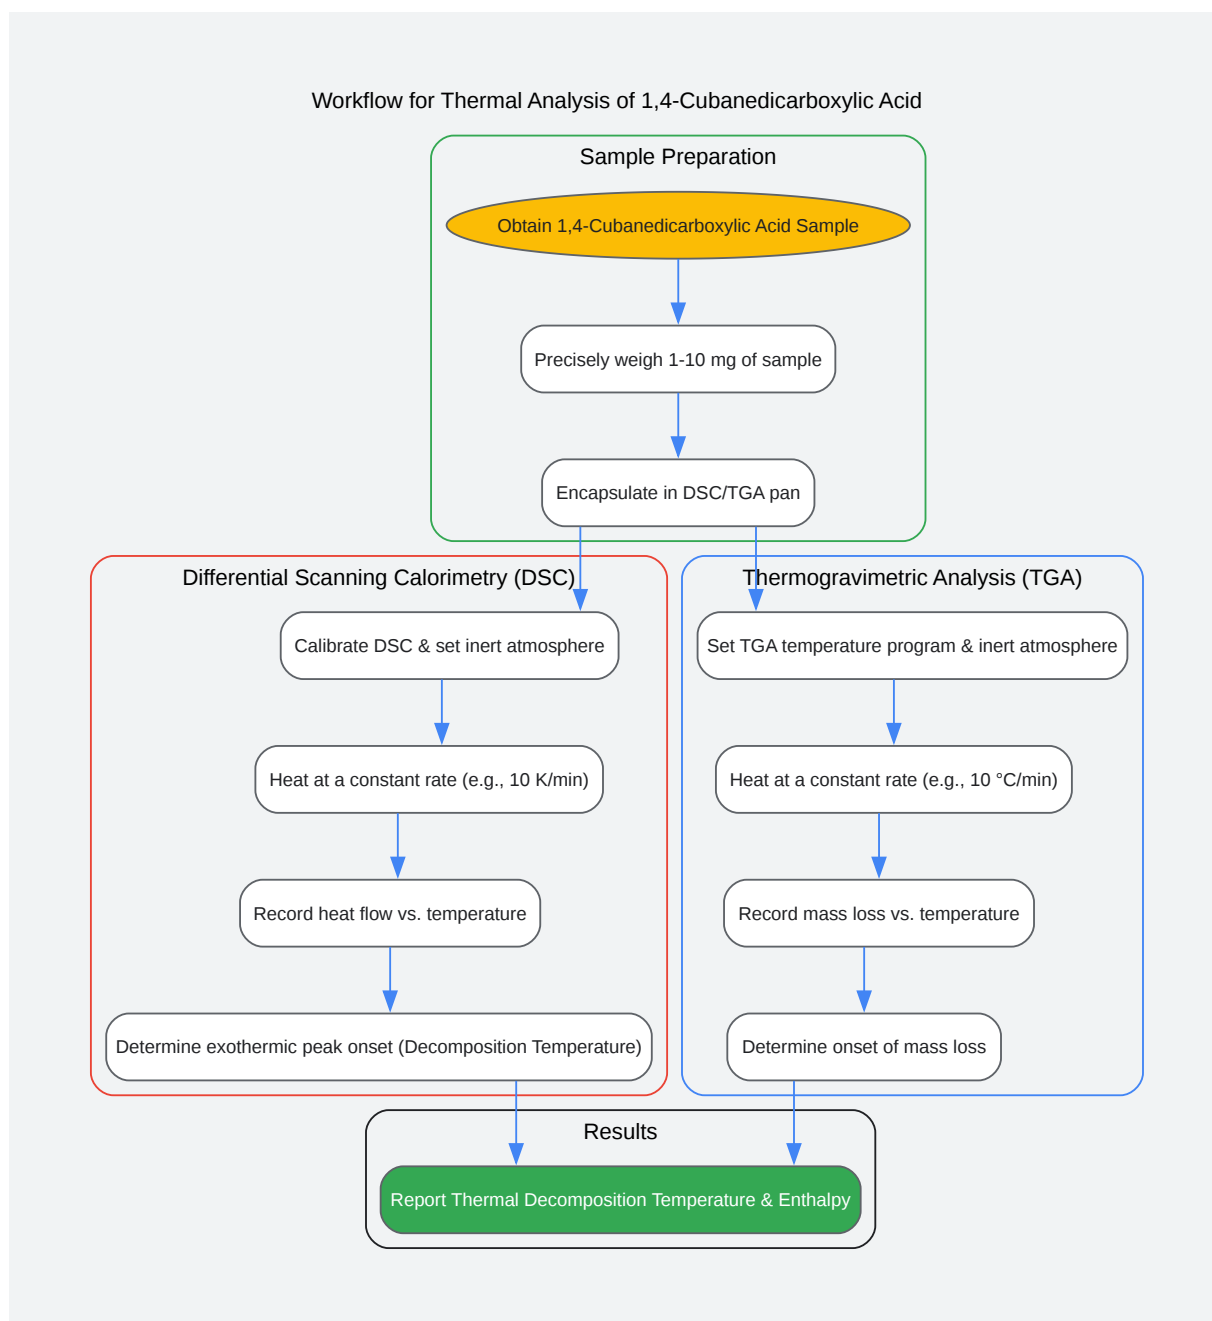 Workflow for Thermal Analysis of 1,4-Cubanedicarboxylic Acid
Sample Preparation
Obtain 1,4-Cubanedicarboxylic Acid Sample
Precisely weigh 1-10 mg of sample
Encapsulate in DSC/TGA pan
Differential Scanning Calorimetry (DSC)
Calibrate DSC & set inert atmosphere
Heat at a constant rate (e.g., 10 K/min)
Record heat flow vs. temperature
Determine exothermic peak onset (Decomposition Temperature)
Thermogravimetric Analysis (TGA)
Set TGA temperature program & inert atmosphere
Heat at a constant rate (e.g., 10 °C/min)
Record mass loss vs. temperature
Determine onset of mass loss
Results
Report Thermal Decomposition Temperature & Enthalpy